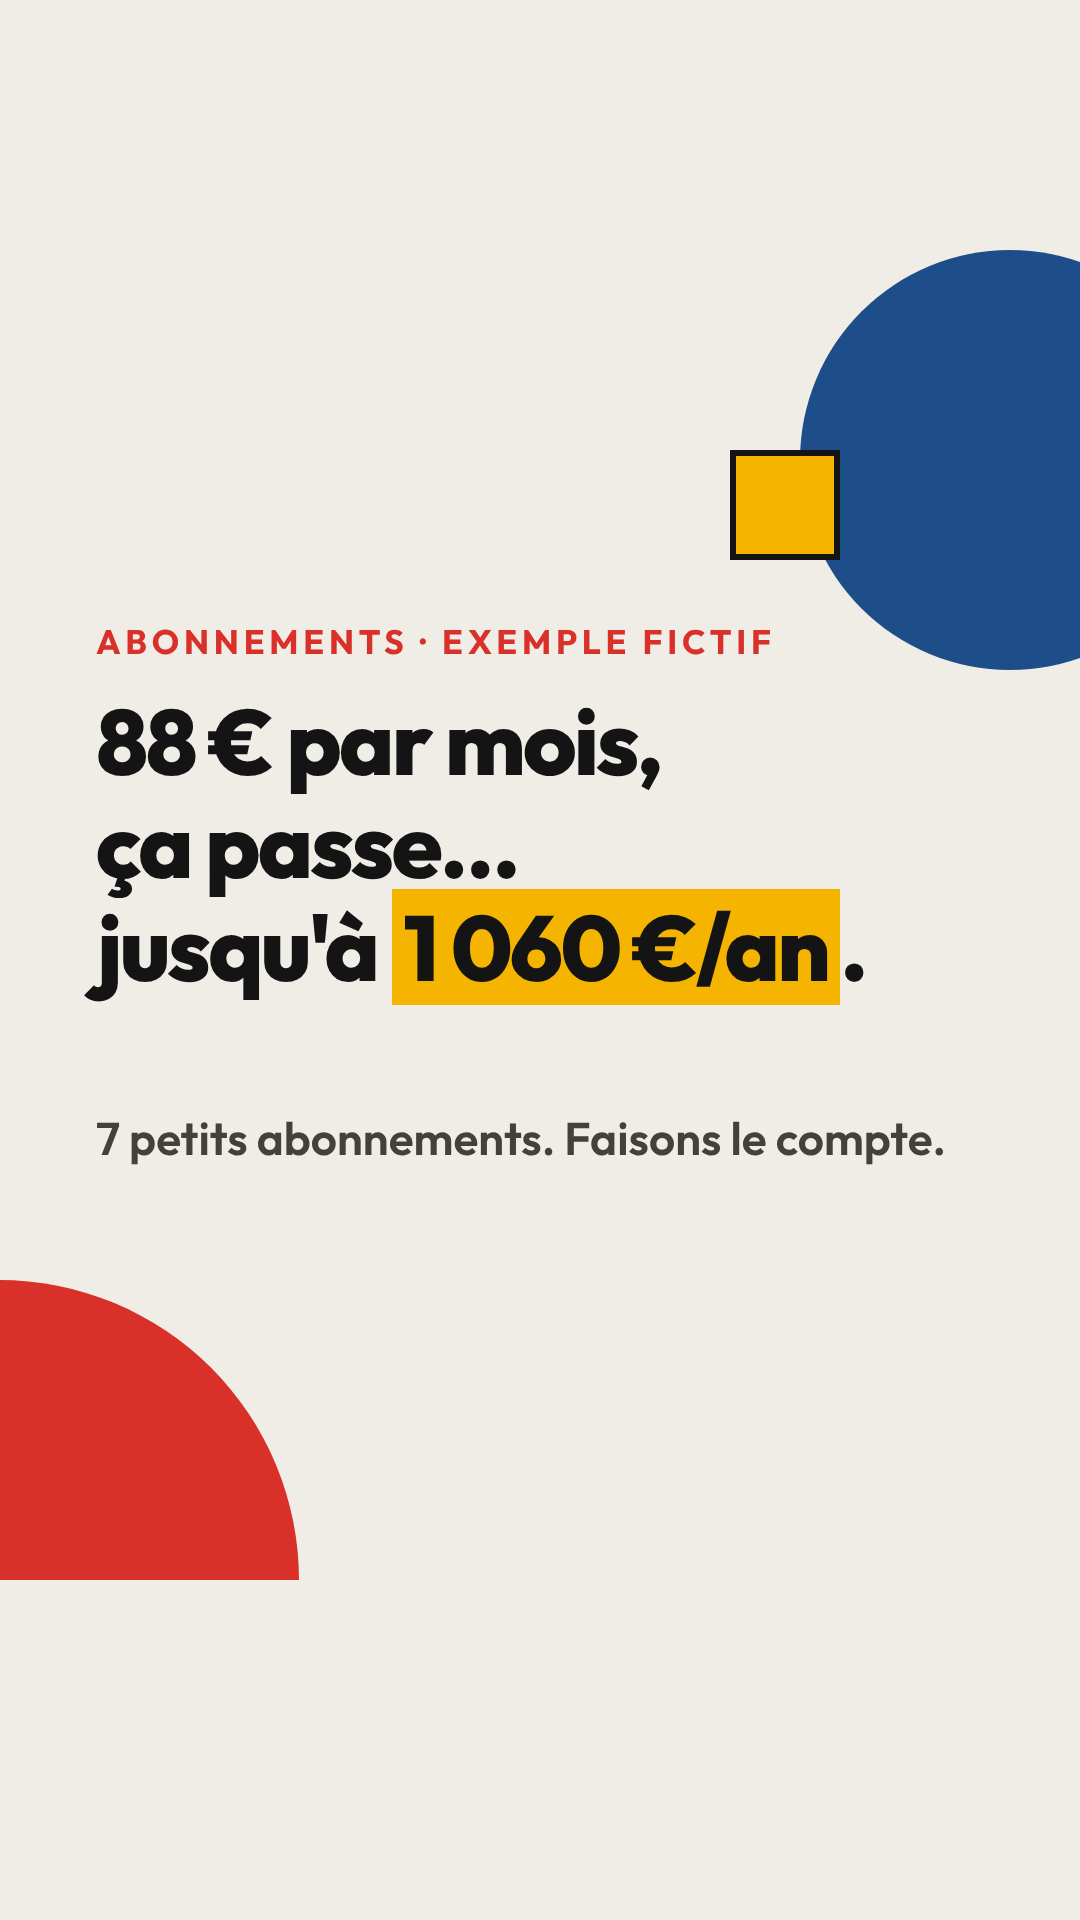 ABONNEMENTS · EXEMPLE FICTIF
88 € par mois,
ça passe...
jusqu'à 1 060 €/an.
7 petits abonnements. Faisons le compte.